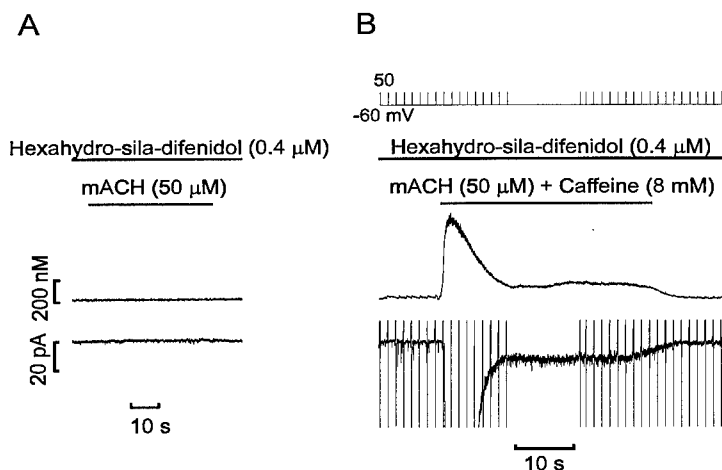 A
Hexahydro-sila-difenidol (0.4 μM)
mACH (50 μM)
200 nM
20 pA
10 s
B
50
-60 mV
Hexahydro-sila-difenidol (0.4 μM)
mACH (50 μM) + Caffeine (8 mM)
10 s